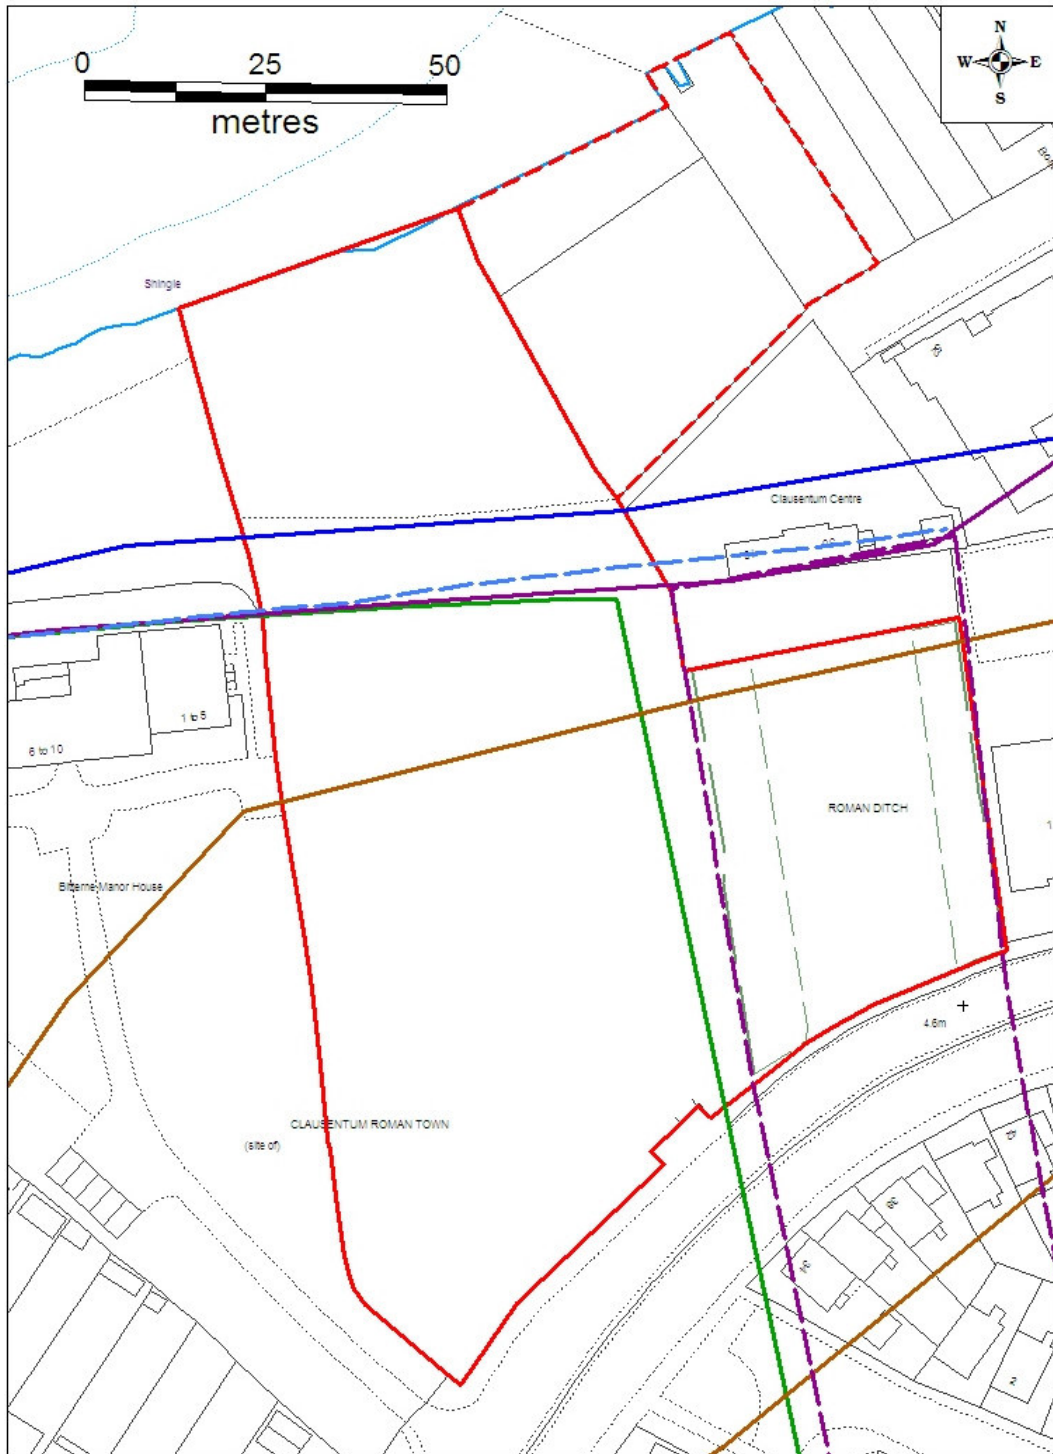 0 25 50
metres
N
W E
S
Shingle
Clausentum Centre
1 to 5
6 to 10
ROMAN DITCH
Bitterne Manor House
4.6m
CLAUSENTUM ROMAN TOWN
(site of)
2